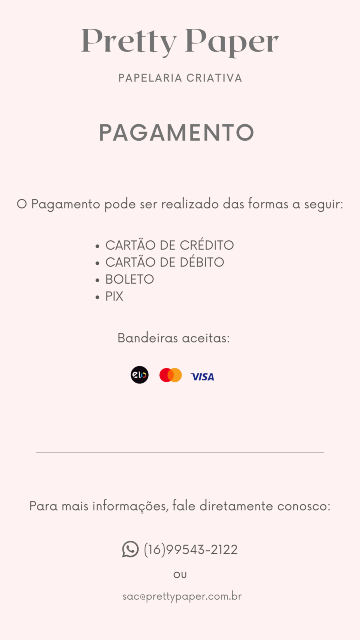 Pretty Paper
PAPELARIA CRIATIVA
PAGAMENTO
O Pagamento pode ser realizado das formas a seguir:
• CARTÃO DE CRÉDITO
• CARTÃO DE DÉBITO
• BOLETO
• PIX
Bandeiras aceitas:
elo VISA
Para mais informações, fale diretamente conosco:
(16)99543-2122
ou
sac@prettypaper.com.br